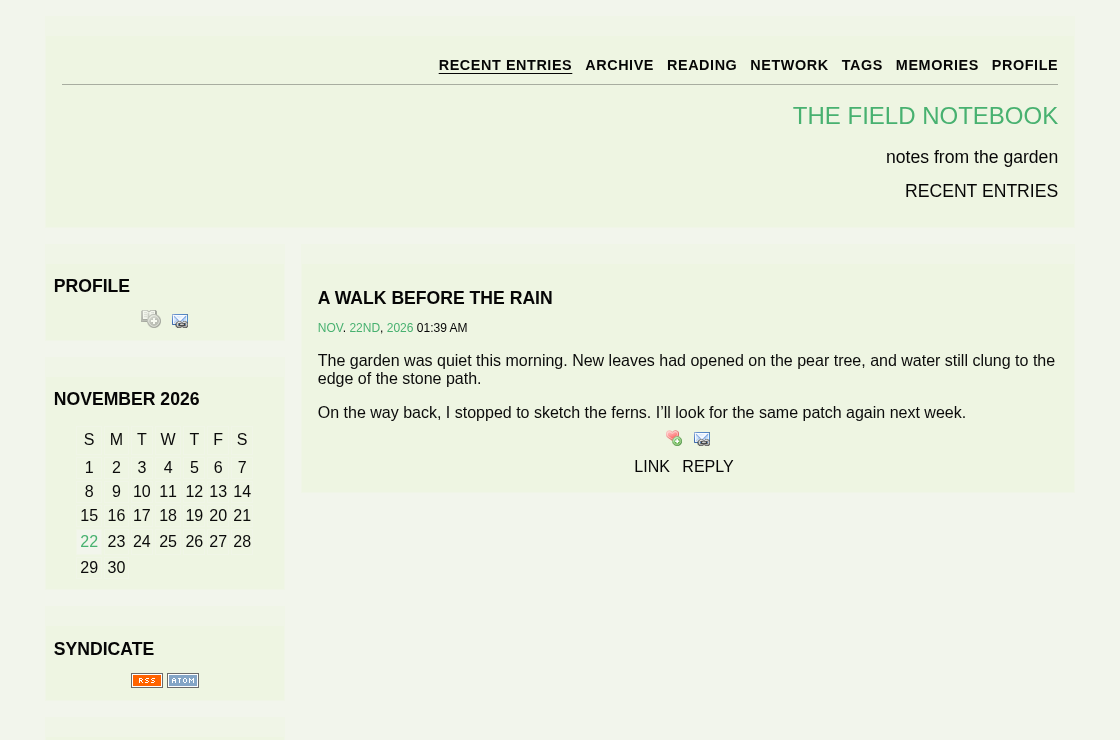 RECENT ENTRIES ARCHIVE READING NETWORK TAGS MEMORIES PROFILE
THE FIELD NOTEBOOK
notes from the garden
RECENT ENTRIES
PROFILE
NOVEMBER 2026
S M T W T F S
1 2 3 4 5 6 7
8 9 10 11 12 13 14
15 16 17 18 19 20 21
22 23 24 25 26 27 28
29 30
SYNDICATE
RSS ATOM
A WALK BEFORE THE RAIN
NOV. 22ND, 2026 01:39 AM
The garden was quiet this morning. New leaves had opened on the pear tree, and water still clung to the
edge of the stone path.
On the way back, I stopped to sketch the ferns. I’ll look for the same patch again next week.
LINK REPLY